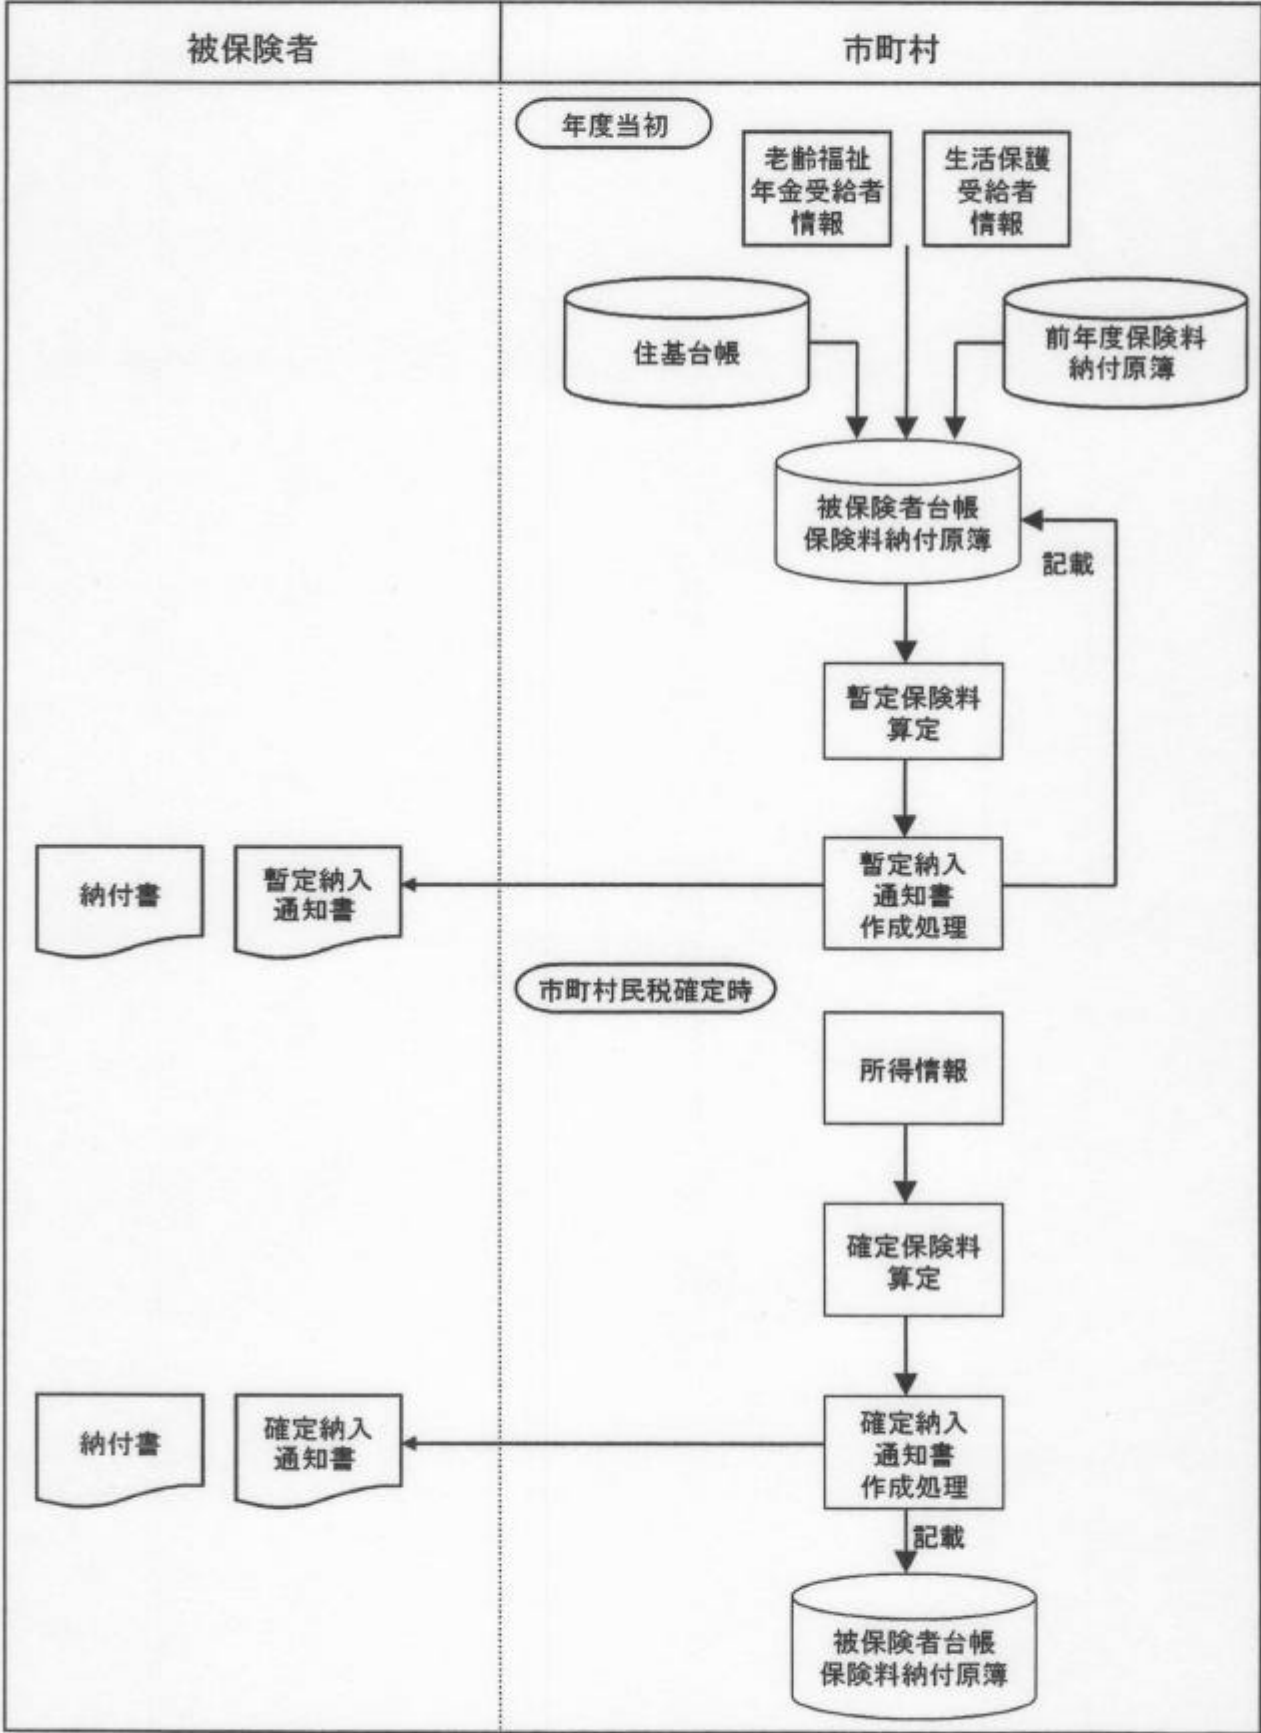 被保険者
市町村
年度当初
老齢福祉
年金受給者
情報
生活保護
受給者
情報
住基台帳
前年度保険料
納付原簿
被保険者台帳
保険料納付原簿
記載
暫定保険料
算定
納付書
暫定納入
通知書
暫定納入
通知書
作成処理
市町村民税確定時
所得情報
確定保険料
算定
納付書
確定納入
通知書
確定納入
通知書
作成処理
記載
被保険者台帳
保険料納付原簿